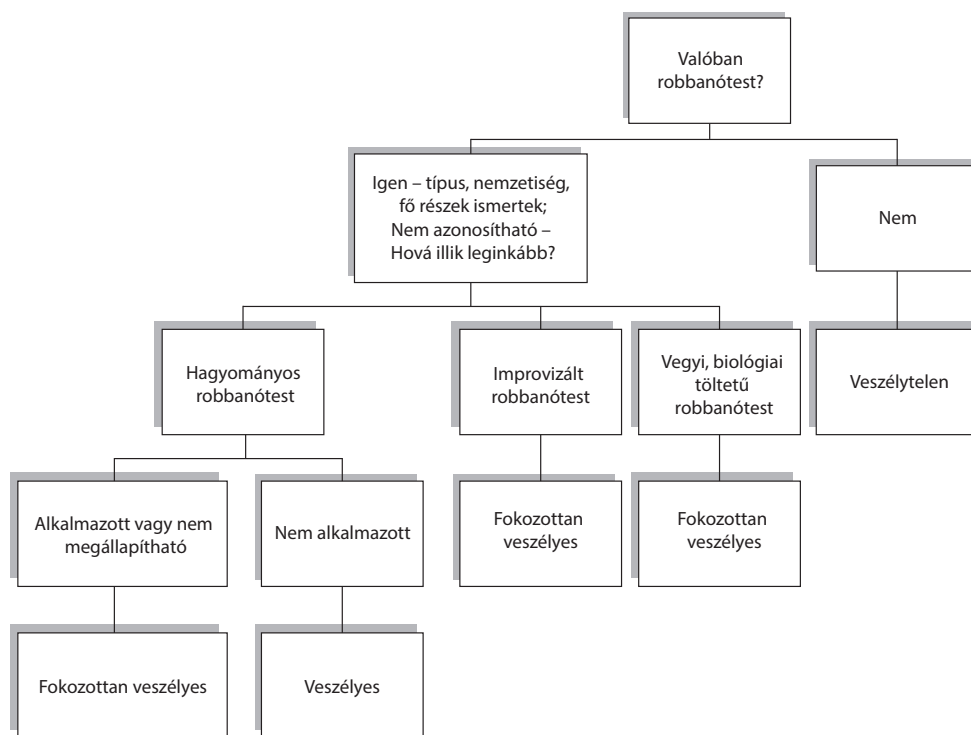 Valóban
robbanótest?
Igen – típus, nemzetiség,
fő részek ismertek;
Nem azonosítható –
Hová illik leginkább?
Nem
Hagyományos
robbanótest
Improvizált
robbanótest
Vegyi, biológiai
töltetű
robbanótest
Veszélytelen
Alkalmazott vagy nem
megállapítható
Nem alkalmazott
Fokozottan
veszélyes
Fokozottan
veszélyes
Fokozottan veszélyes
Veszélyes